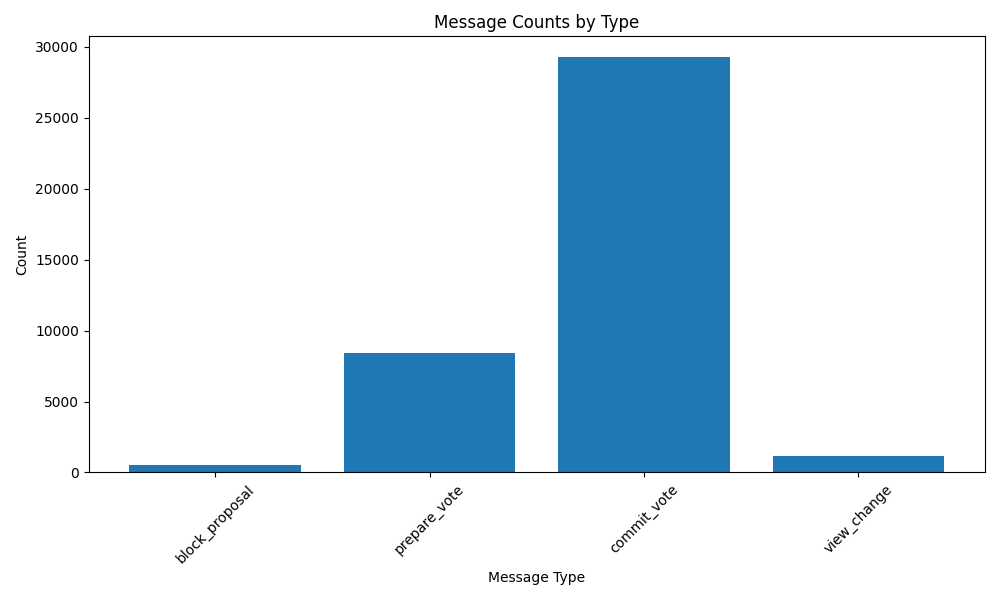 Message Counts by Type
30000
25000
20000
15000
10000
5000
0
Count
block_proposal
prepare_vote
commit_vote
view_change
Message Type